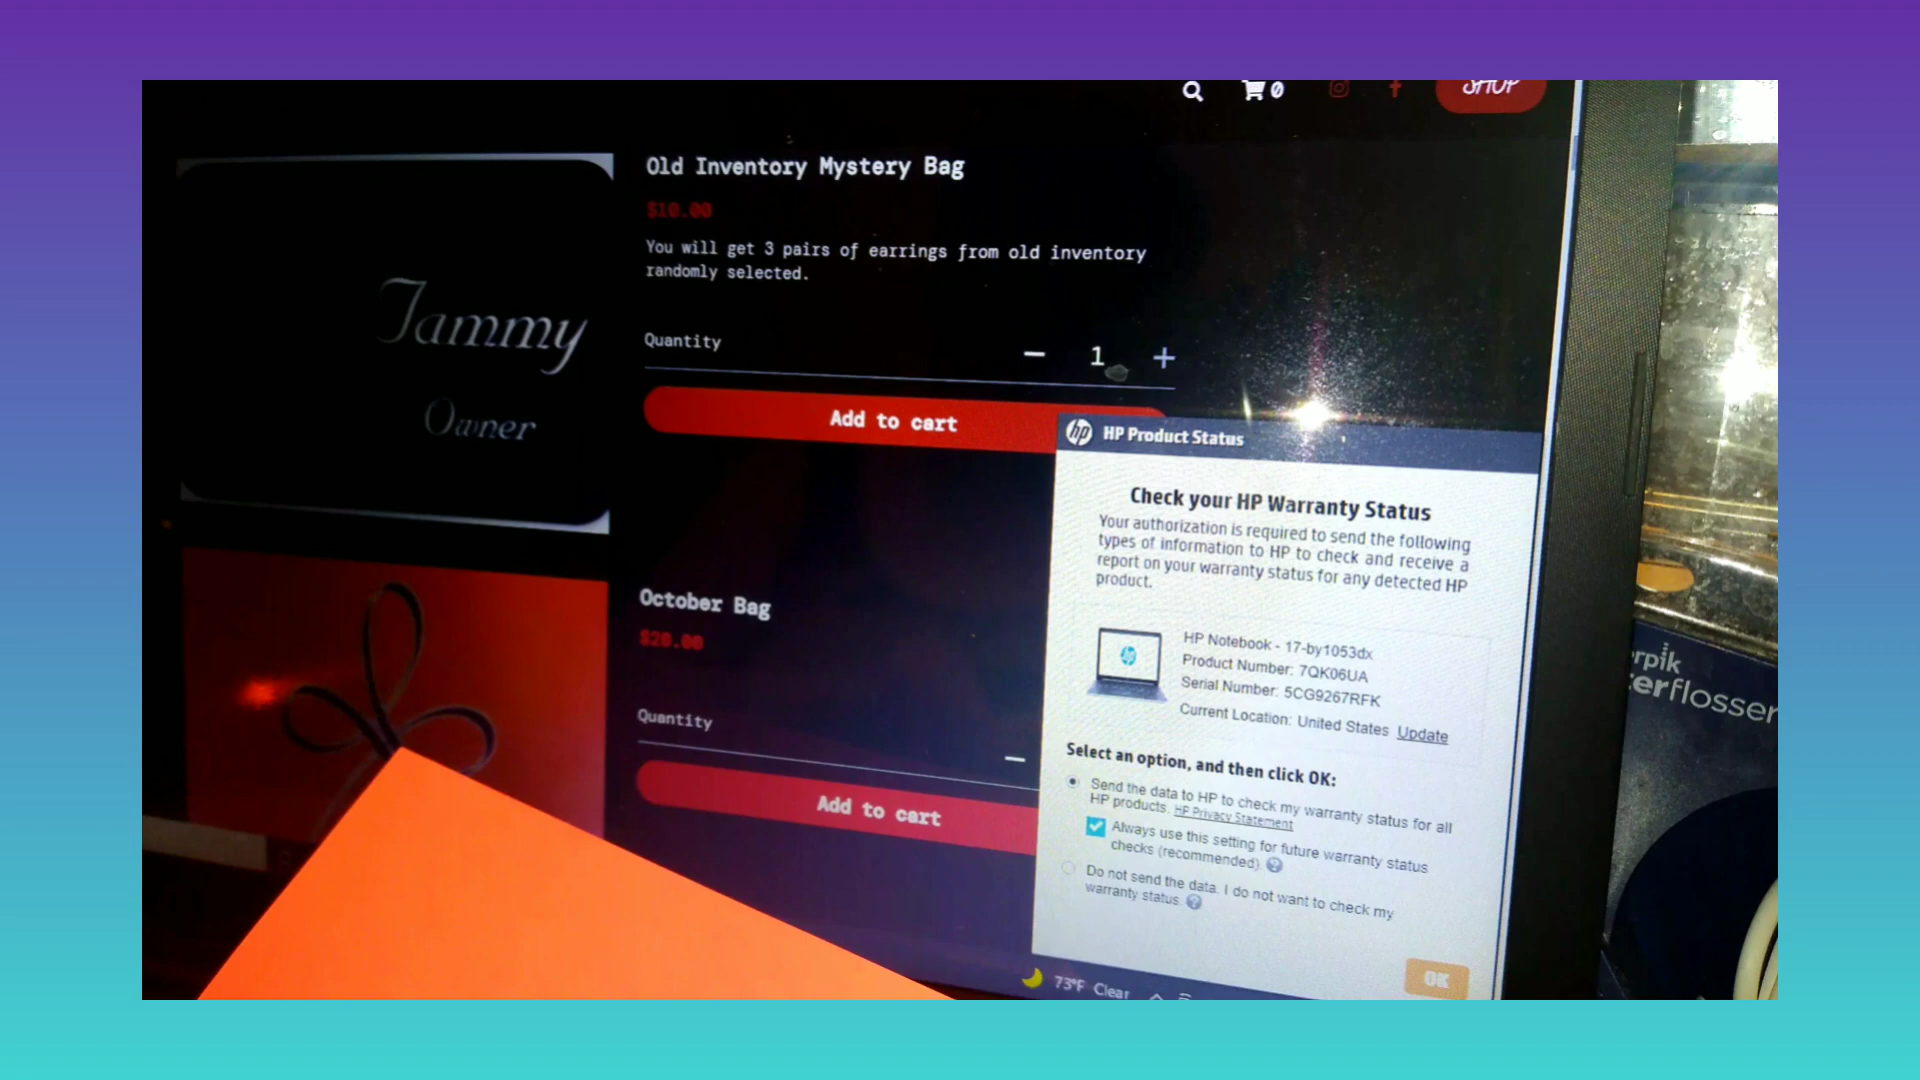 0
SHOP
Old Inventory Mystery Bag
$10.00
You will get 3 pairs of earrings from old inventory
randomly selected.
Quantity
1
Add to cart
Tammy
Owner
October Bag
$20.00
Quantity
Add to cart
hp HP Product Status
Check your HP Warranty Status
Your authorization is required to send the following
types of information to HP to check and receive a
report on your warranty status for any detected HP
product.
HP Notebook - 17-by1053dx
Product Number: 7QK06UA
Serial Number: 5CG9267RFK
Current Location: United States Update
Select an option, and then click OK:
Send the data to HP to check my warranty status for all
HP products. HP Privacy Statement
Always use this setting for future warranty status
checks (recommended)
Do not send the data. I do not want to check my
warranty status
OK
73°F Clear
rpik
erflosser